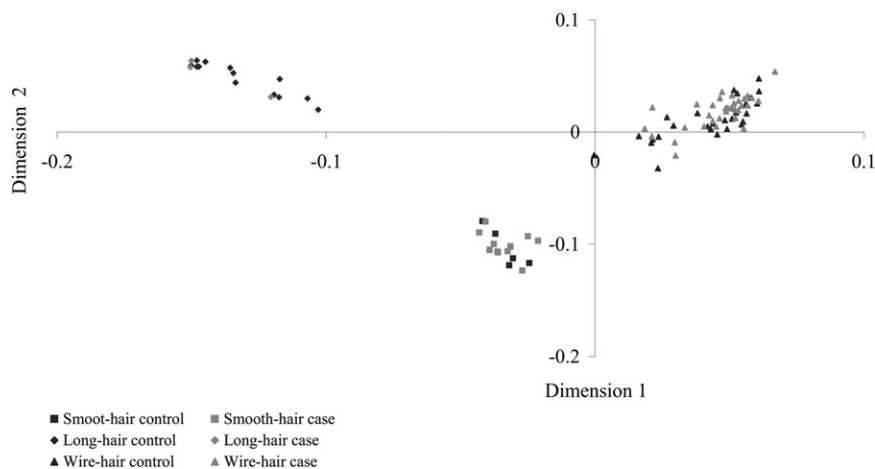 0.1
Dimension 2
0
-0.2
-0.1
0
0.1
-0.1
-0.2
Dimension 1
Smoot-hair control
Smooth-hair case
Long-hair control
Long-hair case
Wire-hair control
Wire-hair case